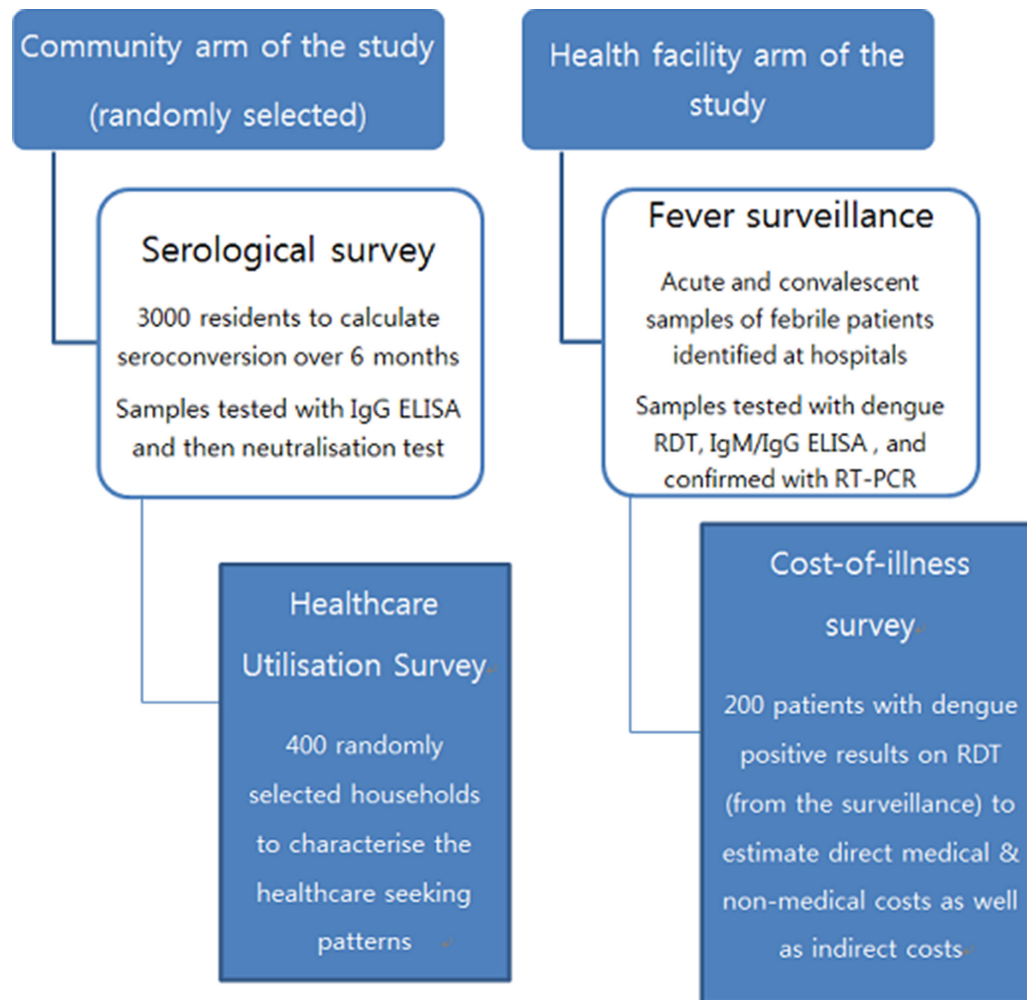 Community arm of the study
(randomly selected)
Serological survey
3000 residents to calculate
seroconversion over 6 months
Samples tested with IgG ELISA
and then neutralisation test
Healthcare
Utilisation Survey
400 randomly
selected households
to characterise the
healthcare seeking
patterns
Health facility arm of the
study
Fever surveillance
Acute and convalescent
samples of febrile patients
identified at hospitals
Samples tested with dengue
RDT, IgM/IgG ELISA , and
confirmed with RT-PCR
Cost-of-illness
survey
200 patients with dengue
positive results on RDT
(from the surveillance) to
estimate direct medical &
non-medical costs as well
as indirect costs